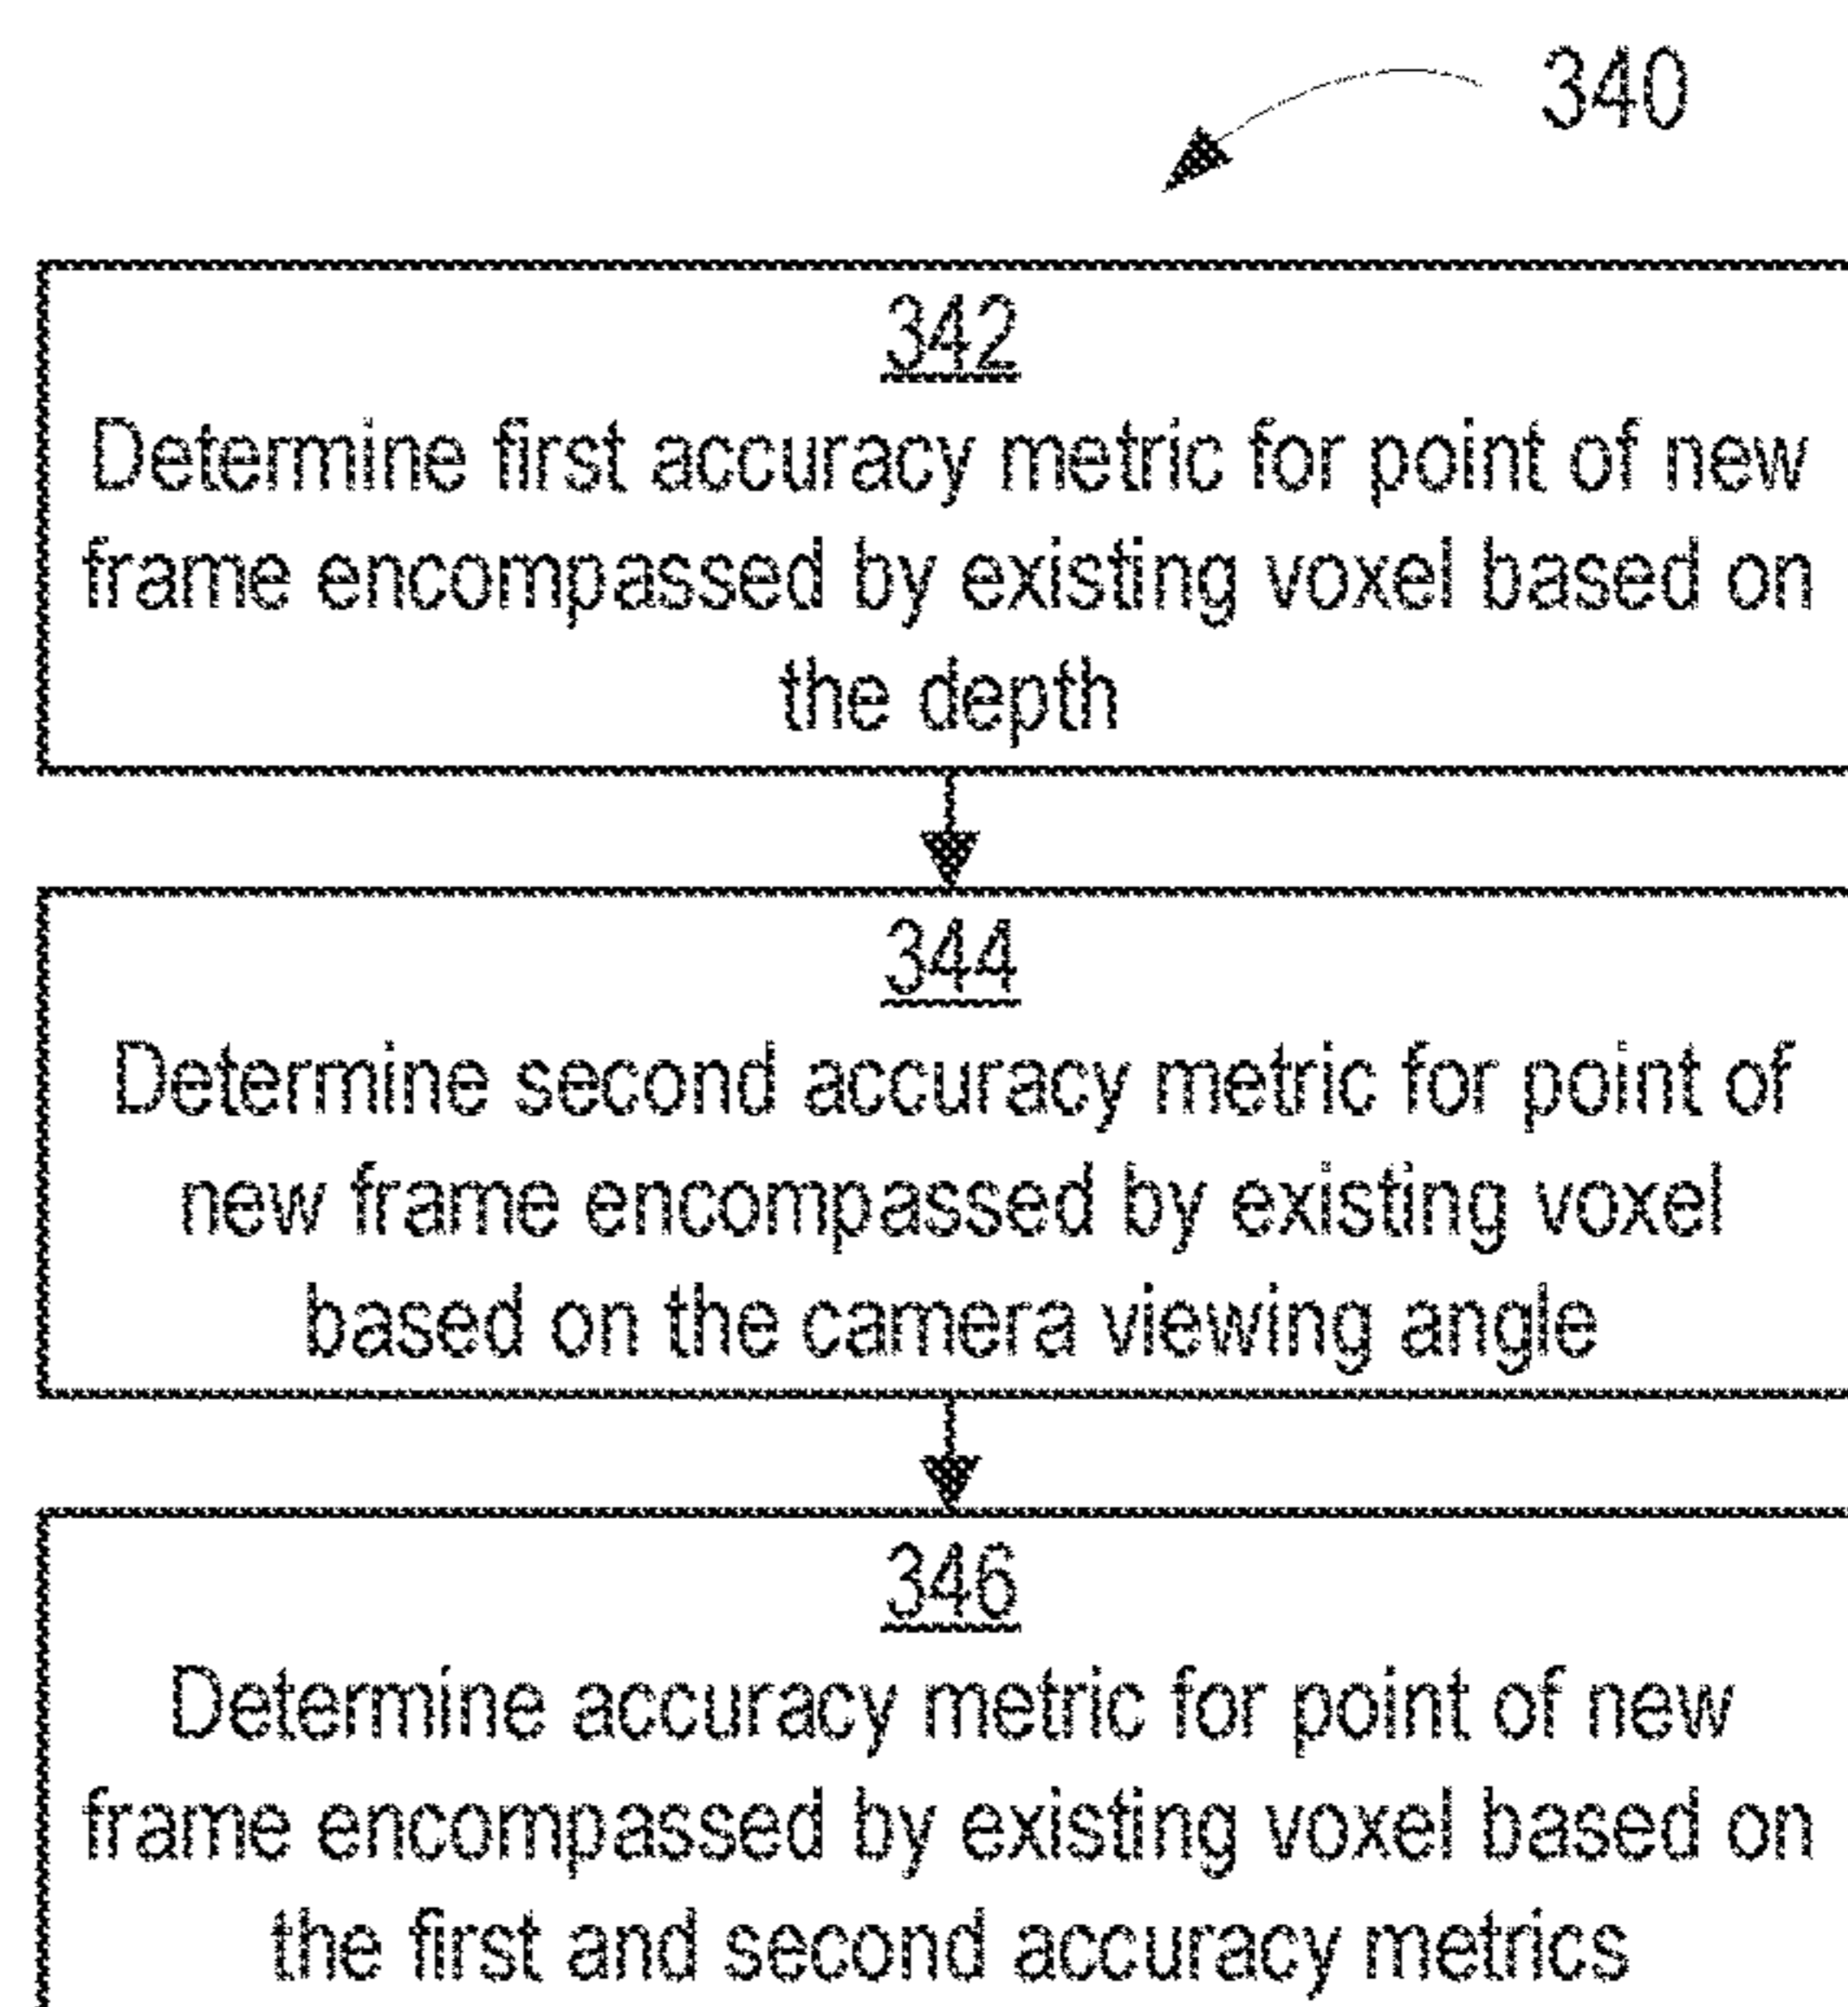 340
342
Determine first accuracy metric for point of new
frame encompassed by existing voxel based on
the depth
344
Determine second accuracy metric for point of
new frame encompassed by existing voxel
based on the camera viewing angle
346
Determine accuracy metric for point of new
frame encompassed by existing voxel based on
the first and second accuracy metrics